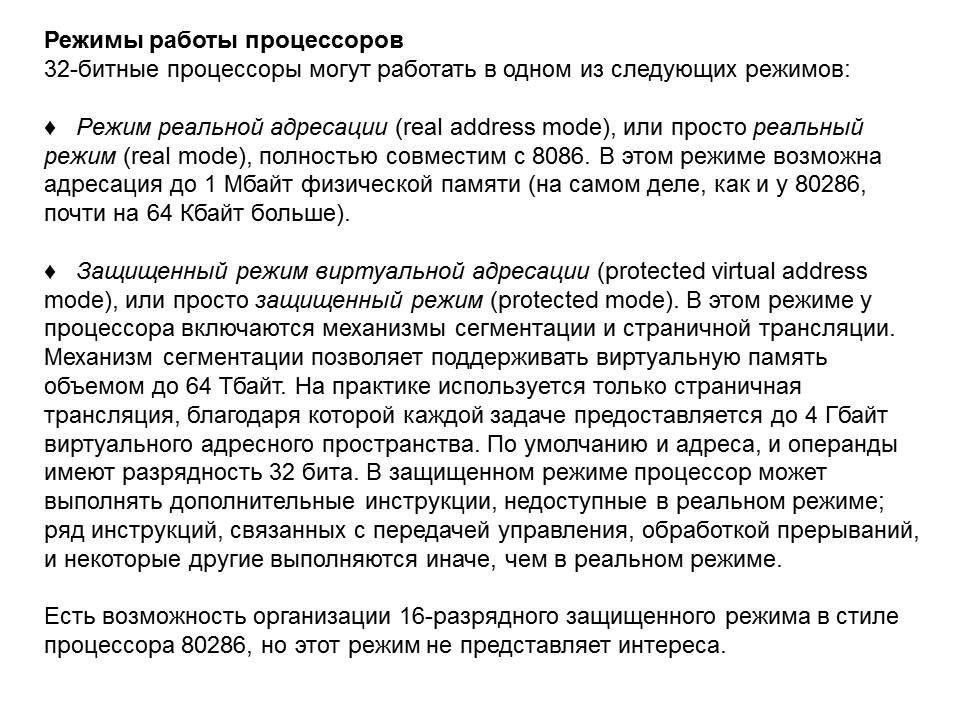 Режимы работы процессоров
32-битные процессоры могут работать в одном из следующих режимов:
♦ Режим реальной адресации (real address mode), или просто реальный
режим (real mode), полностью совместим с 8086. В этом режиме возможна
адресация до 1 Мбайт физической памяти (на самом деле, как и у 80286,
почти на 64 Кбайт больше).
♦ Защищенный режим виртуальной адресации (protected virtual address
mode), или просто защищенный режим (protected mode). В этом режиме у
процессора включаются механизмы сегментации и страничной трансляции.
Механизм сегментации позволяет поддерживать виртуальную память
объемом до 64 Тбайт. На практике используется только страничная
трансляция, благодаря которой каждой задаче предоставляется до 4 Гбайт
виртуального адресного пространства. По умолчанию и адреса, и операнды
имеют разрядность 32 бита. В защищенном режиме процессор может
выполнять дополнительные инструкции, недоступные в реальном режиме;
ряд инструкций, связанных с передачей управления, обработкой прерываний,
и некоторые другие выполняются иначе, чем в реальном режиме.
Есть возможность организации 16-разрядного защищенного режима в стиле
процессора 80286, но этот режим не представляет интереса.